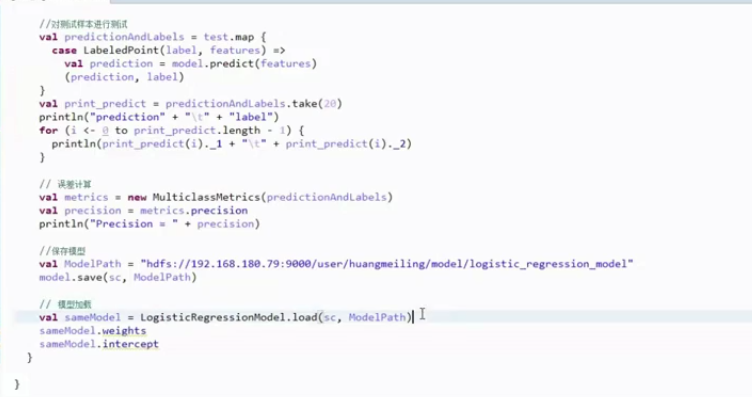 //对测试样本进行测试
val predictionAndLabels = test.map {
case LabeledPoint(label, features) =>
val prediction = model.predict(features)
(prediction, label)
}
val print_predict = predictionAndLabels.take(20)
println("prediction" + "\t" + "label")
for (i <- 0 to print_predict.length - 1) {
println(print_predict(i)._1 + "\t" + print_predict(i)._2)
}
// 误差计算
val metrics = new MulticlassMetrics(predictionAndLabels)
val precision = metrics.precision
println("Precision = " + precision)
//保存模型
val ModelPath = "hdfs://192.168.180.79:9000/user/huangmeiling/model/logistic_regression_model"
model.save(sc, ModelPath)
// 模型加载
val sameModel = LogisticRegressionModel.load(sc, ModelPath)
sameModel.weights
sameModel.intercept
}
}